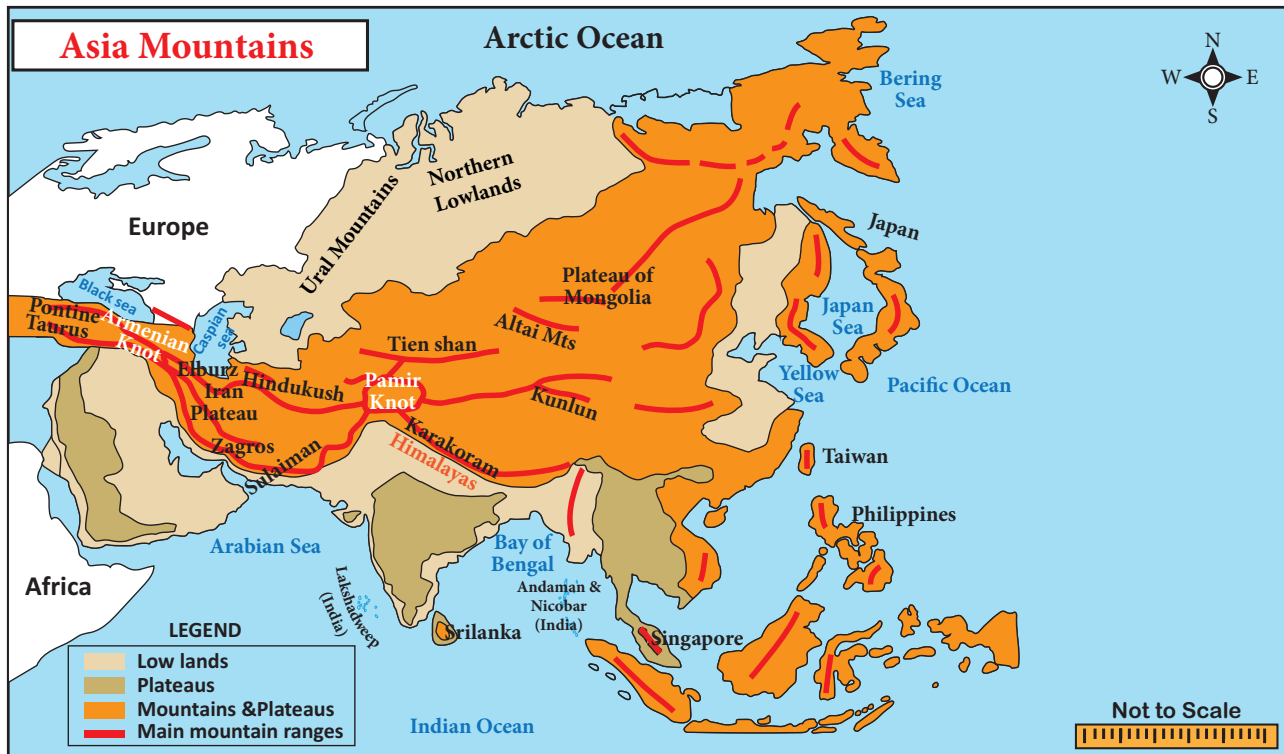 Asia Mountains
Arctic Ocean
N
W
E
S
Bering
Sea
Northern
Lowlands
Ural Mountains
Europe
Japan
Black sea
Caspian
sea
Plateau of
Mongolia
Japan
Sea
Pontine
Taurus
Armenian
Knot
Altai Mts
Tien shan
Elburz
Hindukush
Pamir
Knot
Yellow
Sea
Pacific Ocean
Iran
Plateau
Kunlun
Zagros
Sulaiman
Karakoram
Himalayas
Taiwan
Philippines
Arabian Sea
Bay of
Bengal
Africa
Lakshadweep
(India)
Andaman &
Nicobar
(India)
Srilanka
Singapore
LEGEND
Low lands
Plateaus
Mountains &Plateaus
Main mountain ranges
Indian Ocean
Not to Scale